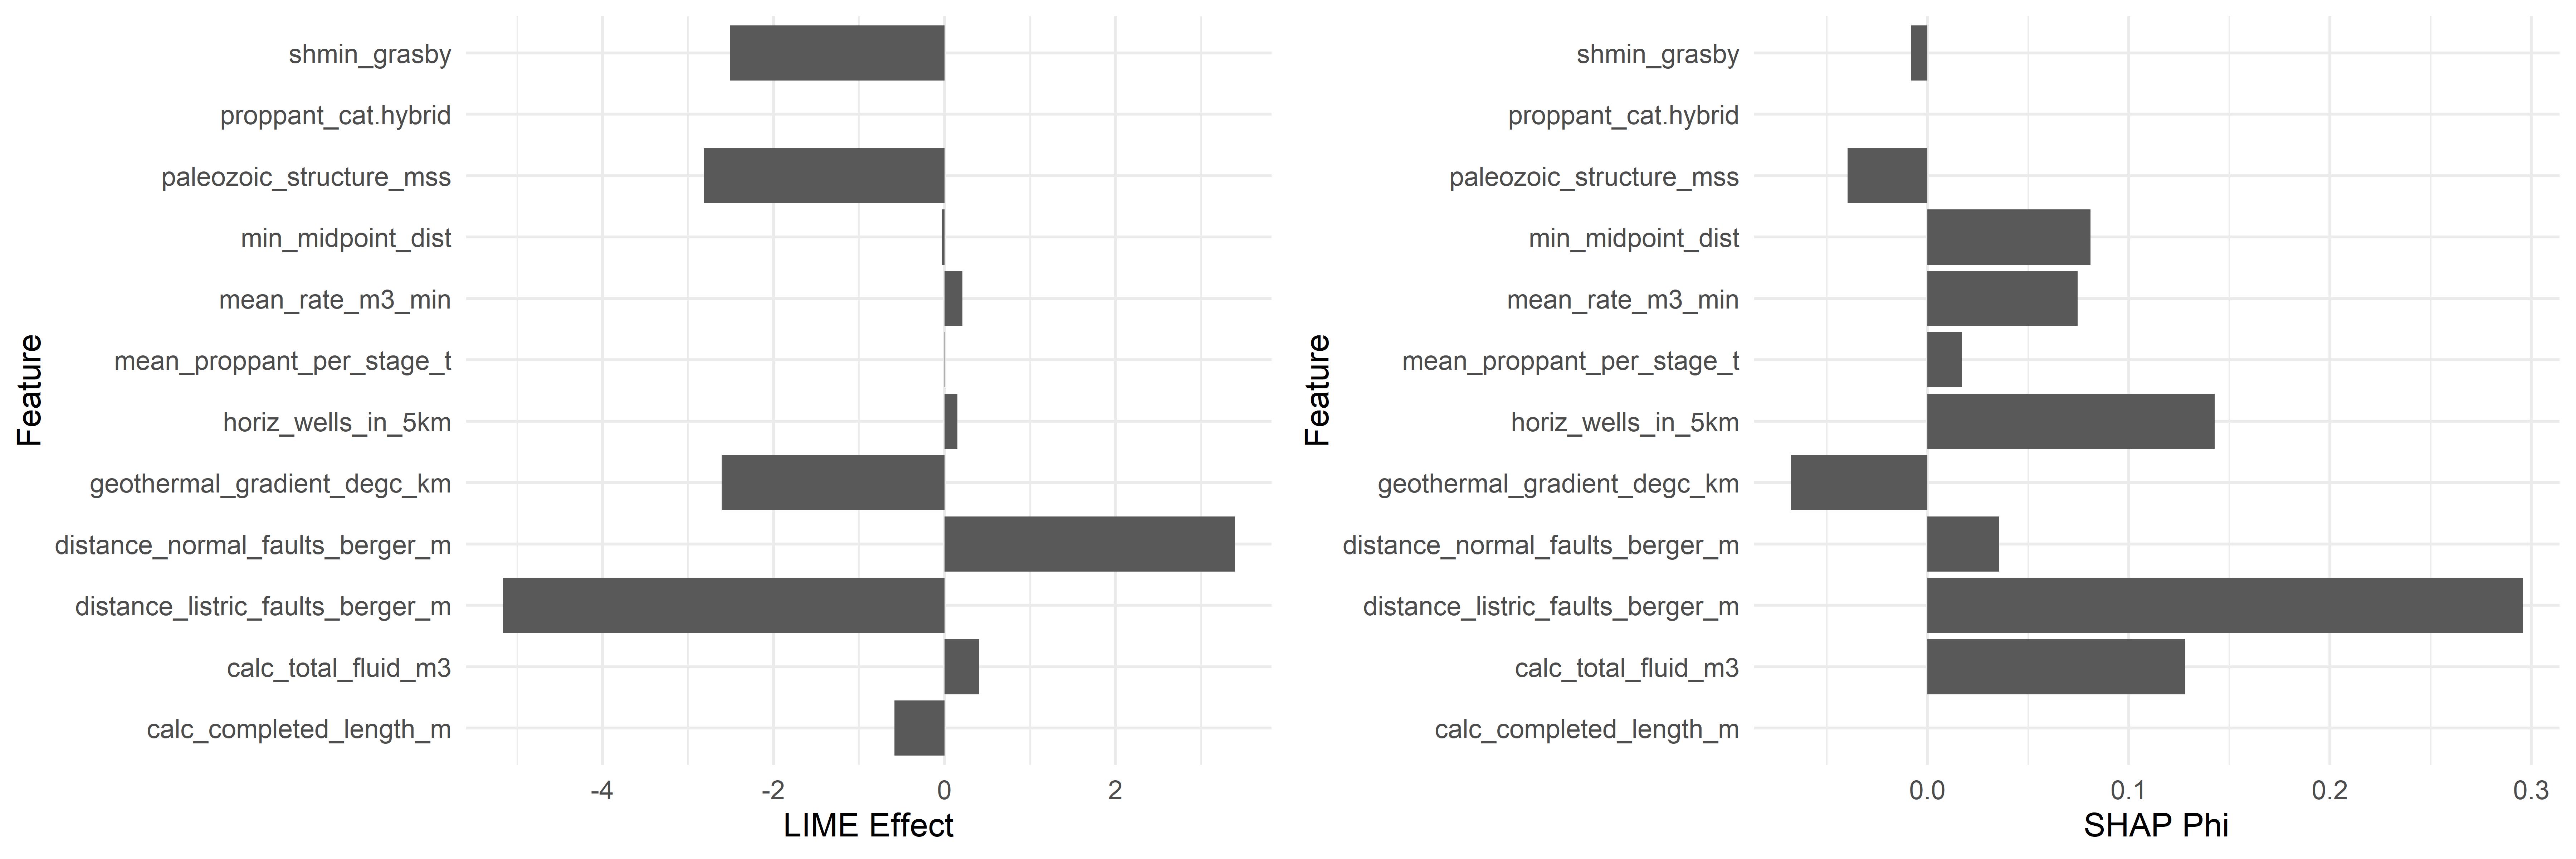 Feature
shmin_grasby
proppant_cat.hybrid
paleozoic_structure_mss
min_midpoint_dist
mean_rate_m3_min
mean_proppant_per_stage_t
horiz_wells_in_5km
geothermal_gradient_degc_km
distance_normal_faults_berger_m
distance_listric_faults_berger_m
calc_total_fluid_m3
calc_completed_length_m
-4 -2 0 2
LIME Effect
Feature
shmin_grasby
proppant_cat.hybrid
paleozoic_structure_mss
min_midpoint_dist
mean_rate_m3_min
mean_proppant_per_stage_t
horiz_wells_in_5km
geothermal_gradient_degc_km
distance_normal_faults_berger_m
distance_listric_faults_berger_m
calc_total_fluid_m3
calc_completed_length_m
0.0 0.1 0.2 0.3
SHAP Phi